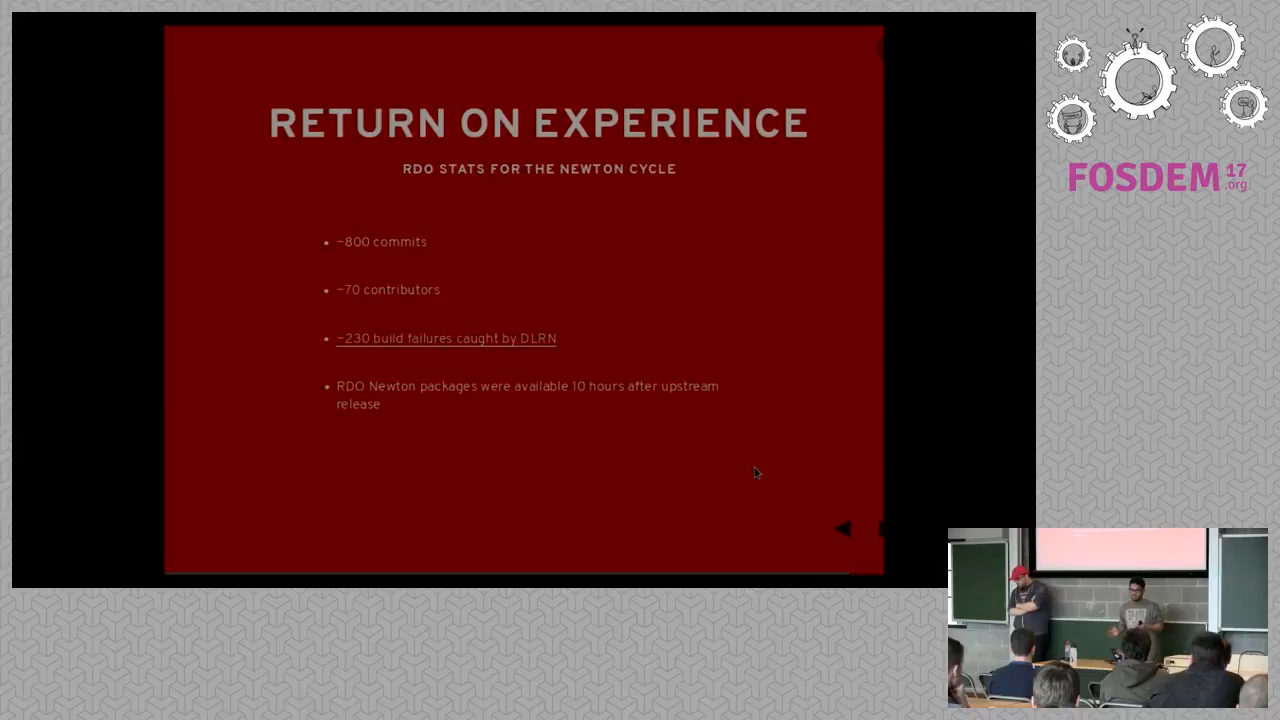 RETURN ON EXPERIENCE
RDO STATS FOR THE NEWTON CYCLE
~800 commits
~70 contributors
~230 build failures caught by DLRN
RDO Newton packages were available 10 hours after upstream
release
FOSDEM 17
.org